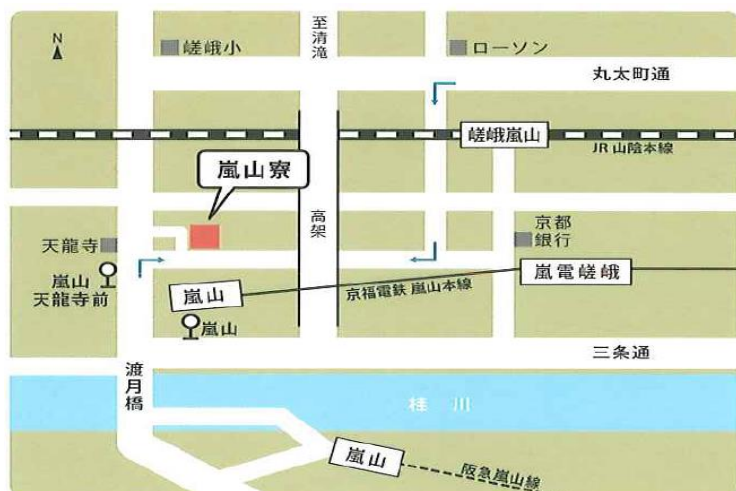 N
嵯峨小
至清滝
ローソン
丸太町通
嵯峨嵐山
JR山陰本線
嵐山寮
高架
天龍寺
京都
銀行
嵐山
天龍寺前
嵐山
京福電鉄 嵐山本線
嵐電嵯峨
嵐山
三条通
渡月橋
桂川
嵐山
阪急嵐山線